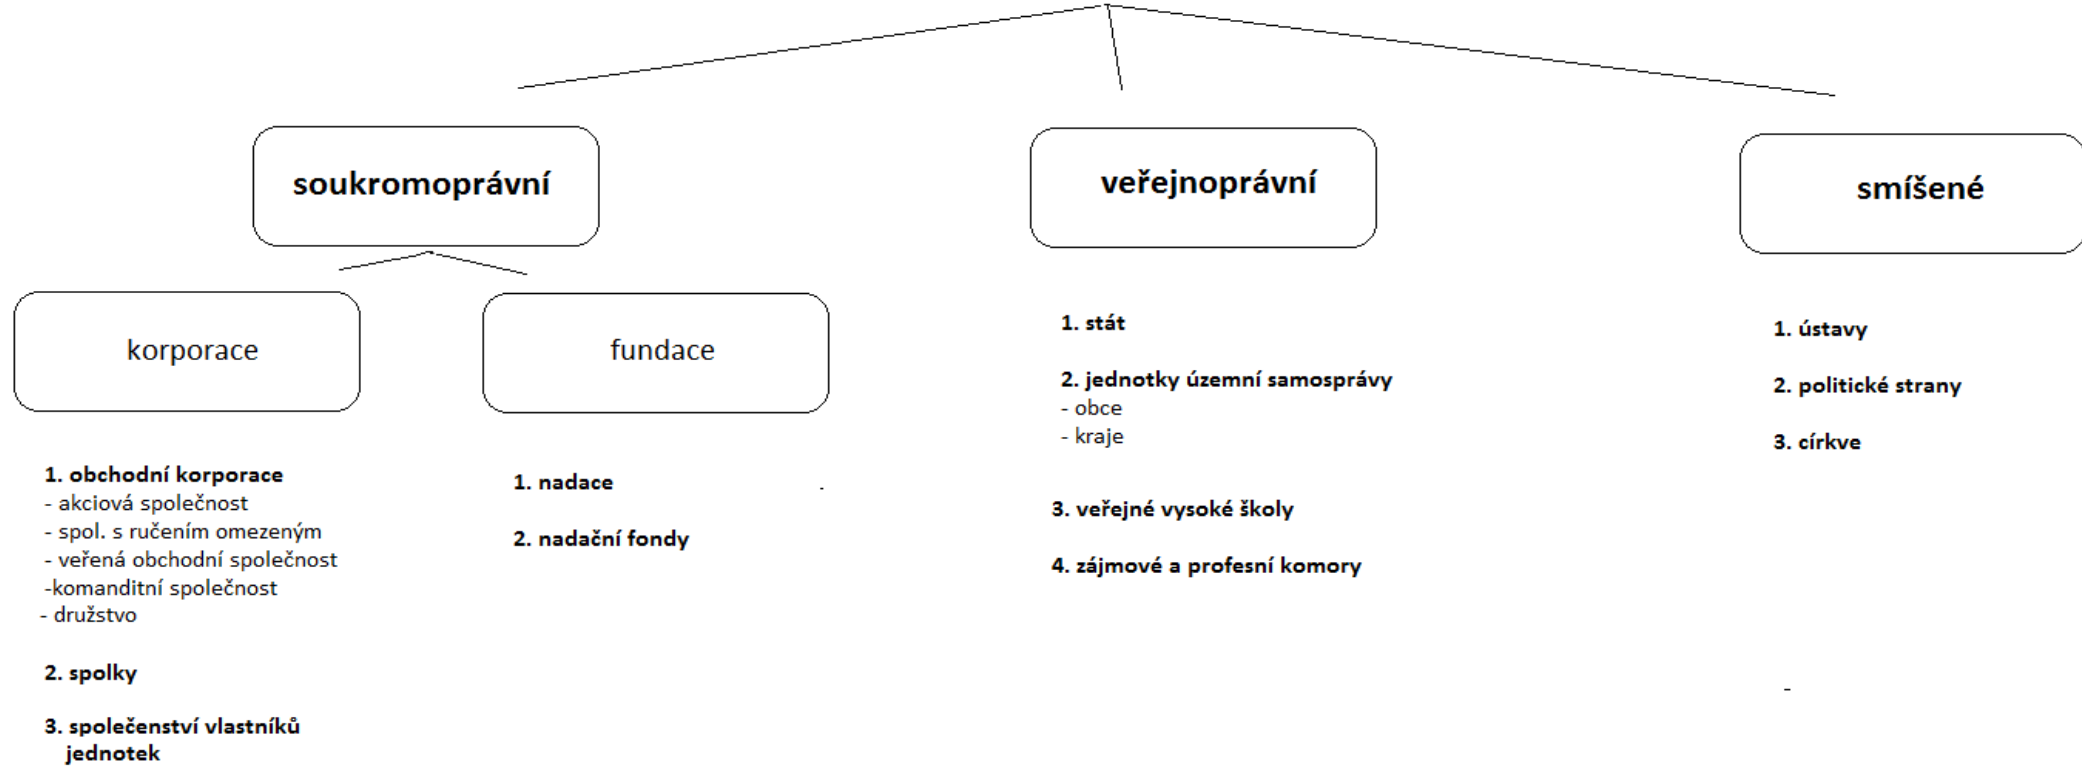 soukromoprávní
korporace
1. obchodní korporace
- akciová společnost
- spol. s ručením omezeným
- veřená obchodní společnost
-komanditní společnost
- družstvo
2. spolky
3. společenství vlastníků
jednotek
fundace
1. nadace
2. nadační fondy
veřejnoprávní
1. stát
2. jednotky územní samosprávy
- obce
- kraje
3. veřejné vysoké školy
4. zájmové a profesní komory
smíšené
1. ústavy
2. politické strany
3. církve